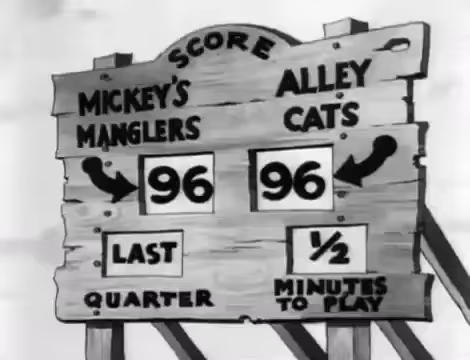 SCORE
MICKEY'S
MANGLERS
ALLEY
CATS
96
96
LAST
QUARTER
1/2
MINUTES
TO PLAY